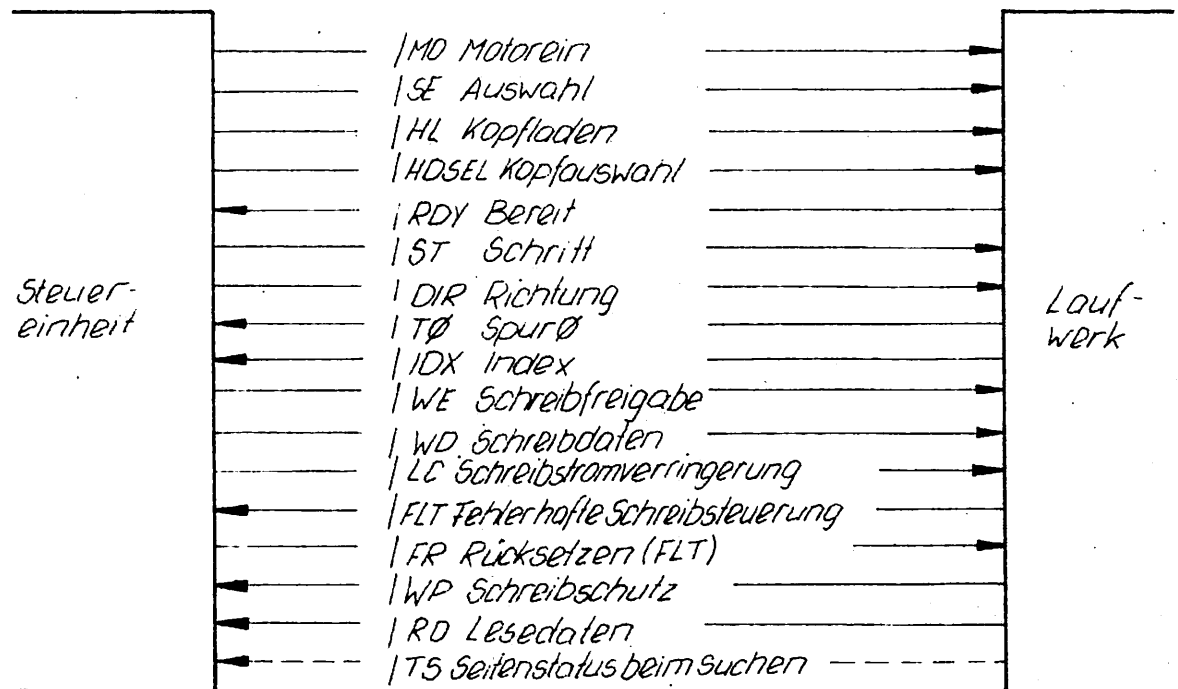 /MO Motorein
/SE Auswahl
/HL Kopfladen
/HDSEL Kopfauswahl
/RDY Bereit
/ST Schritt
/DIR Richtung
/TØ SpurØ
/IDX Index
/WE Schreibfreigabe
/WD Schreibdaten
/LC Schreibstromverringerung
/FLT Fehlerhafte Schreibsteuerung
/FR Rücksetzen (FLT)
/WP Schreibschutz
/RD Lesedaten
/TS Seitenstatus beim Suchen
Steuer-
einheit
Lauf-
werk